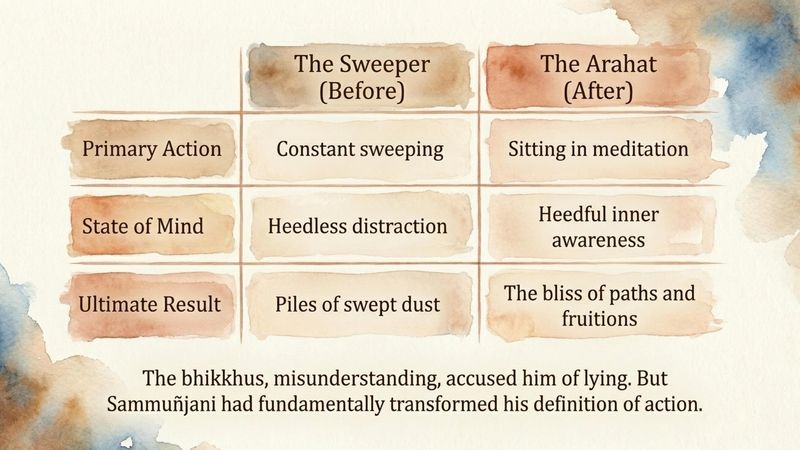 The Sweeper
(Before)
The Arahat
(After)
Primary Action
Constant sweeping
Sitting in meditation
State of Mind
Heedless distraction
Heedful inner
awareness
Ultimate Result
Piles of swept dust
The bliss of paths and
fruitions
The bhikkhus, misunderstanding, accused him of lying. But
Sammuñjani had fundamentally transformed his definition of action.